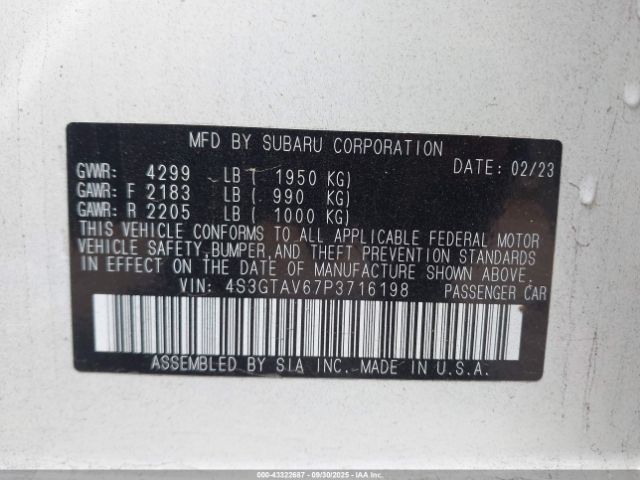 MFD BY SUBARU CORPORATION
DATE: 02/23
GVWR: 4299 LB ( 1950 KG)
GAWR: F 2183 LB ( 990 KG)
GAWR: R 2205 LB ( 1000 KG)
THIS VEHICLE CONFORMS TO ALL APPLICABLE FEDERAL MOTOR
VEHICLE SAFETY,BUMPER,AND THEFT PREVENTION STANDARDS
IN EFFECT ON THE DATE OF MANUFACTURE SHOWN ABOVE.
VIN: 4S3GTAV67P3716198 PASSENGER CAR
ASSEMBLED BY SIA INC. MADE IN U.S.A.
000-43322687 - 09/30/2025 - © IAA Inc.